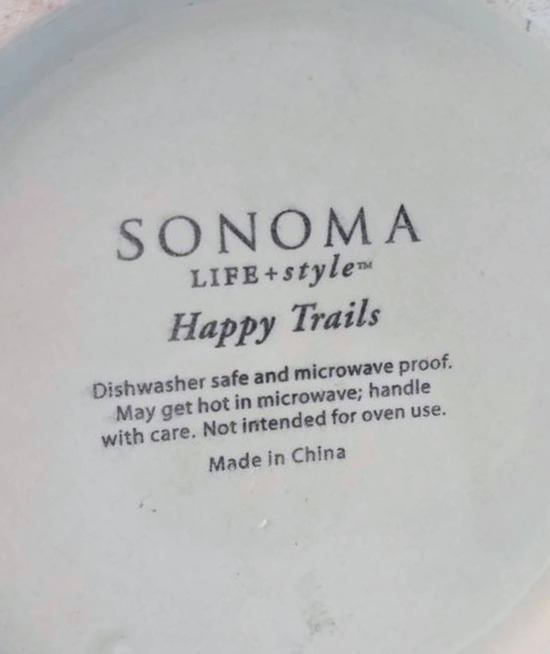 SONOMA
LIFE+style™
Happy Trails
Dishwasher safe and microwave proof.
May get hot in microwave; handle
with care. Not intended for oven use.
Made in China